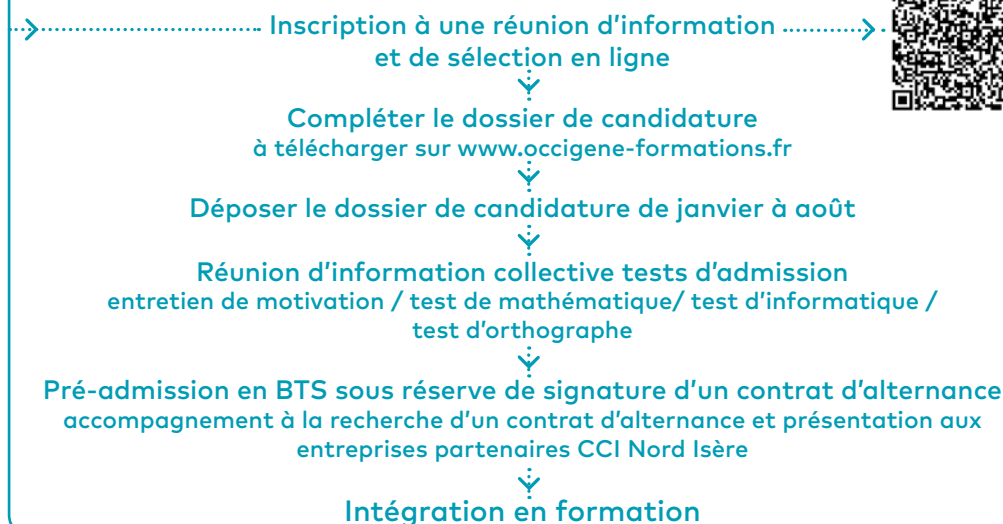 Inscription à une réunion d'information
et de sélection en ligne
Compléter le dossier de candidature
à télécharger sur www.occigene-formations.fr
Déposer le dossier de candidature de janvier à août
Réunion d'information collective tests d'admission
entretien de motivation / test de mathématique/ test d'informatique /
test d'orthographe
Pré-admission en BTS sous réserve de signature d'un contrat d'alternance
accompagnement à la recherche d'un contrat d'alternance et présentation aux
entreprises partenaires CCI Nord Isère
Intégration en formation